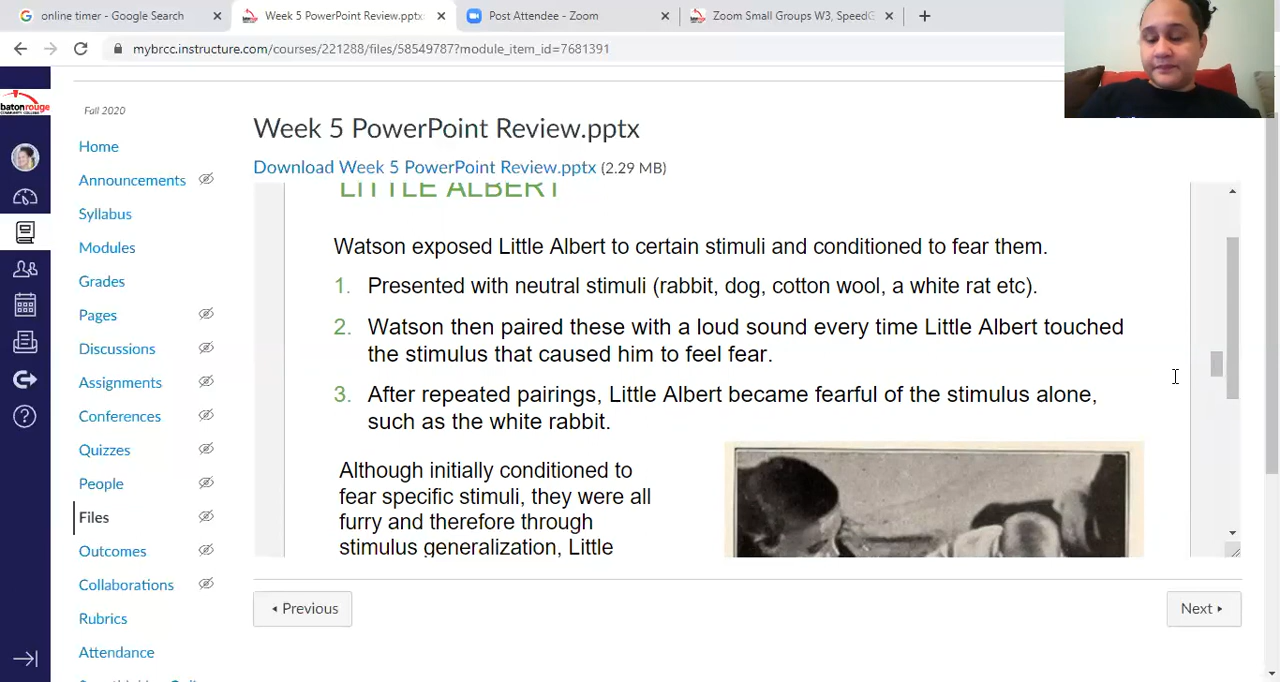 online timer - Google Search
Week 5 PowerPoint Review.pptx
Post Attendee - Zoom
Zoom Small Groups W3, SpeedG
mybrcc.instructure.com/courses/221288/files/58549787?module_item_id=7681391
batonrouge
COMMUNITY COLLEGE
Fall 2020
Home
Announcements
Syllabus
Modules
Grades
Pages
Discussions
Assignments
Conferences
Quizzes
People
Files
Outcomes
Collaborations
Rubrics
Attendance
Week 5 PowerPoint Review.pptx
Download Week 5 PowerPoint Review.pptx (2.29 MB)
LITTLE ALBERT
Watson exposed Little Albert to certain stimuli and conditioned to fear them.
1. Presented with neutral stimuli (rabbit, dog, cotton wool, a white rat etc).
2. Watson then paired these with a loud sound every time Little Albert touched
the stimulus that caused him to feel fear.
3. After repeated pairings, Little Albert became fearful of the stimulus alone,
such as the white rabbit.
Although initially conditioned to
fear specific stimuli, they were all
furry and therefore through
stimulus generalization, Little
Previous
Next